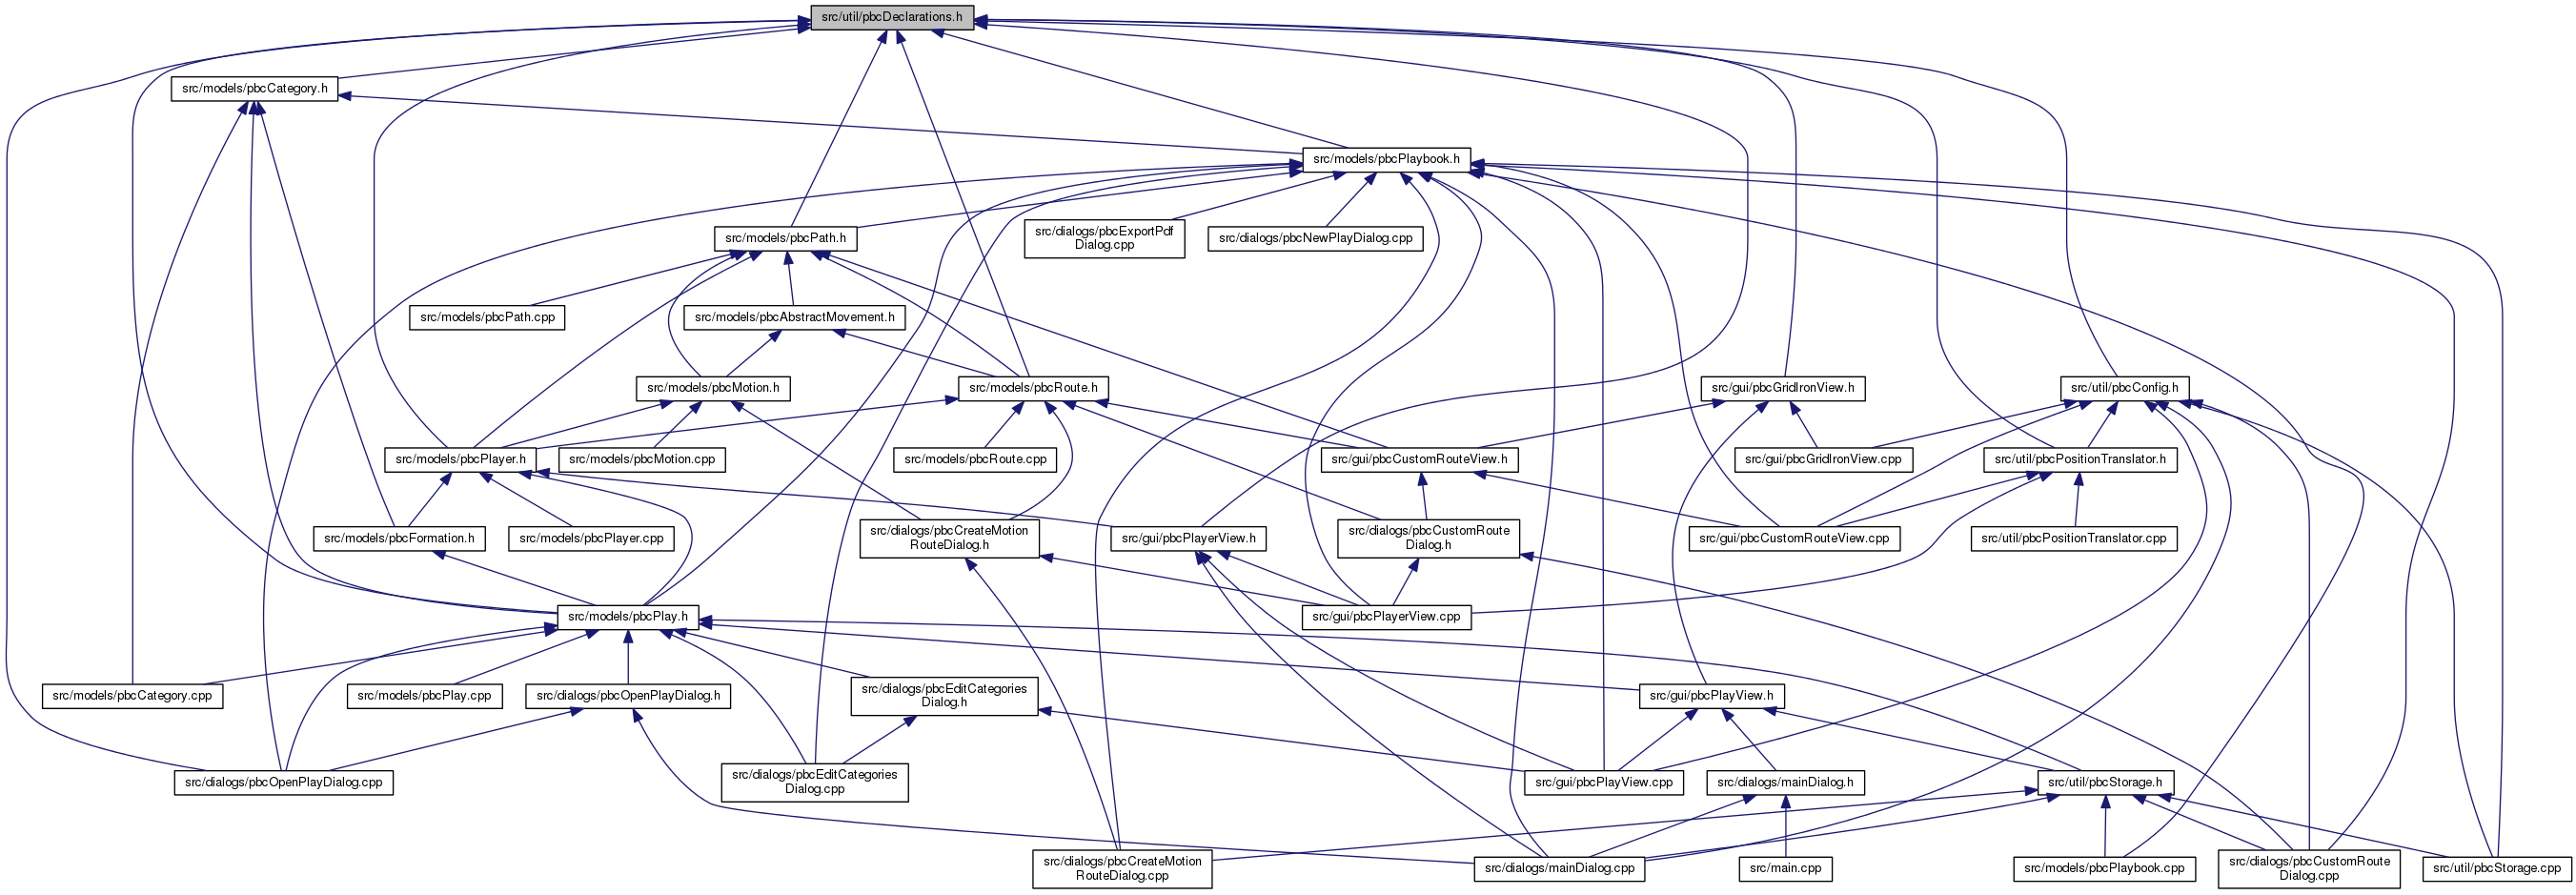 src/util/pbcDeclarations.h
src/models/pbcCategory.h
src/models/pbcPlaybook.h
src/models/pbcPath.h
src/dialogs/pbcExportPdf
Dialog.cpp
src/dialogs/pbcNewPlayDialog.cpp
src/models/pbcPath.cpp
src/models/pbcAbstractMovement.h
src/models/pbcMotion.h
src/models/pbcRoute.h
src/gui/pbcGridIronView.h
src/util/pbcConfig.h
src/models/pbcPlayer.h
src/models/pbcMotion.cpp
src/models/pbcRoute.cpp
src/gui/pbcCustomRouteView.h
src/gui/pbcGridIronView.cpp
src/util/pbcPositionTranslator.h
src/models/pbcFormation.h
src/models/pbcPlayer.cpp
src/dialogs/pbcCreateMotion
RouteDialog.h
src/gui/pbcPlayerView.h
src/dialogs/pbcCustomRoute
Dialog.h
src/gui/pbcCustomRouteView.cpp
src/util/pbcPositionTranslator.cpp
src/models/pbcPlay.h
src/gui/pbcPlayerView.cpp
src/models/pbcCategory.cpp
src/models/pbcPlay.cpp
src/dialogs/pbcOpenPlayDialog.h
src/dialogs/pbcEditCategories
Dialog.h
src/gui/pbcPlayView.h
src/dialogs/pbcOpenPlayDialog.cpp
src/dialogs/pbcEditCategories
Dialog.cpp
src/gui/pbcPlayView.cpp
src/dialogs/mainDialog.h
src/util/pbcStorage.h
src/dialogs/pbcCreateMotion
RouteDialog.cpp
src/dialogs/mainDialog.cpp
src/main.cpp
src/models/pbcPlaybook.cpp
src/dialogs/pbcCustomRoute
Dialog.cpp
src/util/pbcStorage.cpp